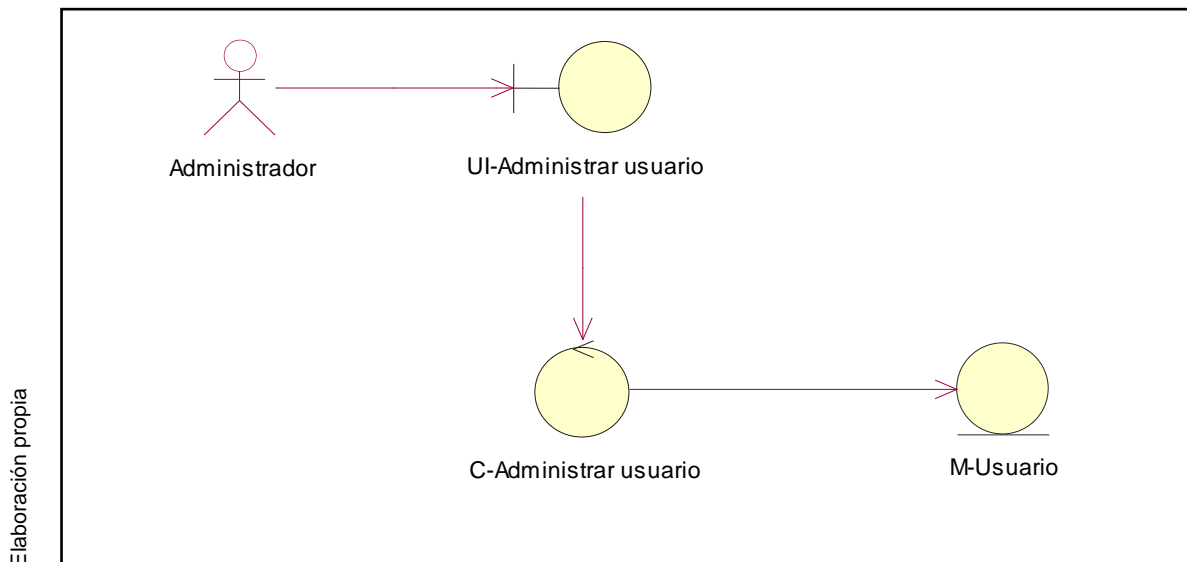 Administrador
UI-Administrar usuario
C-Administrar usuario
M-Usuario
Elaboración propia